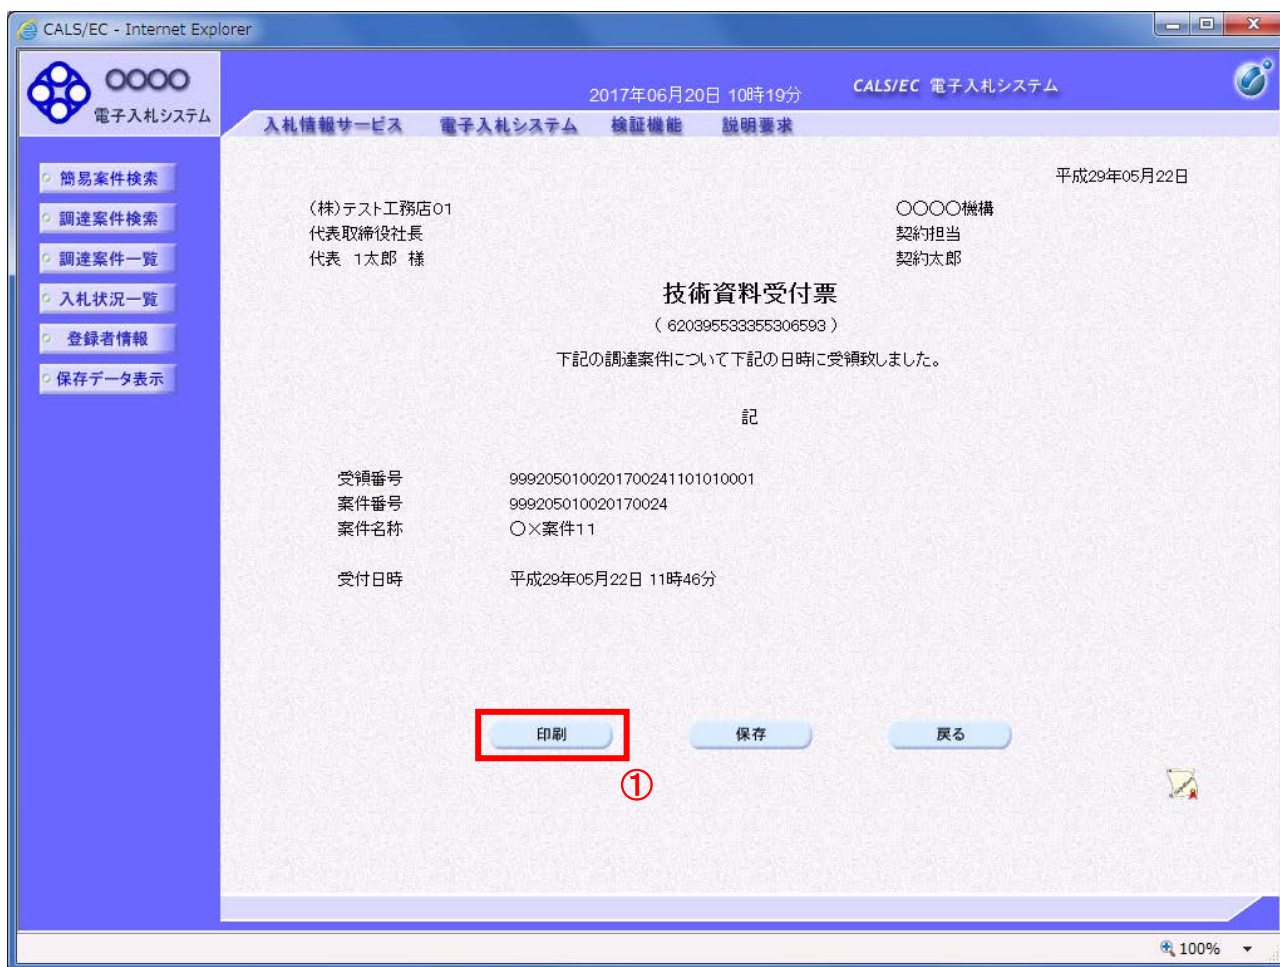 CALS/EC - Internet Explorer
〇〇〇〇
電子入札システム
2017年06月20日 10時19分
CALS/EC 電子入札システム
入札情報サービス 電子入札システム 検証機能 説明要求
簡易案件検索
調達案件検索
調達案件一覧
入札状況一覧
登録者情報
保存データ表示
平成29年05月22日
(株)テスト工務店01
代表取締役社長
代表 1太郎 様
〇〇〇〇機構
契約担当
契約太郎
技術資料受付票
( 620395533355306593 )
下記の調達案件について下記の日時に受領致しました。
記
受領番号 99920501002017002411010​10001
案件番号 999205010020170024
案件名称 〇×案件11
受付日時 平成29年05月22日 11時46分
印刷 保存 戻る
①
100%